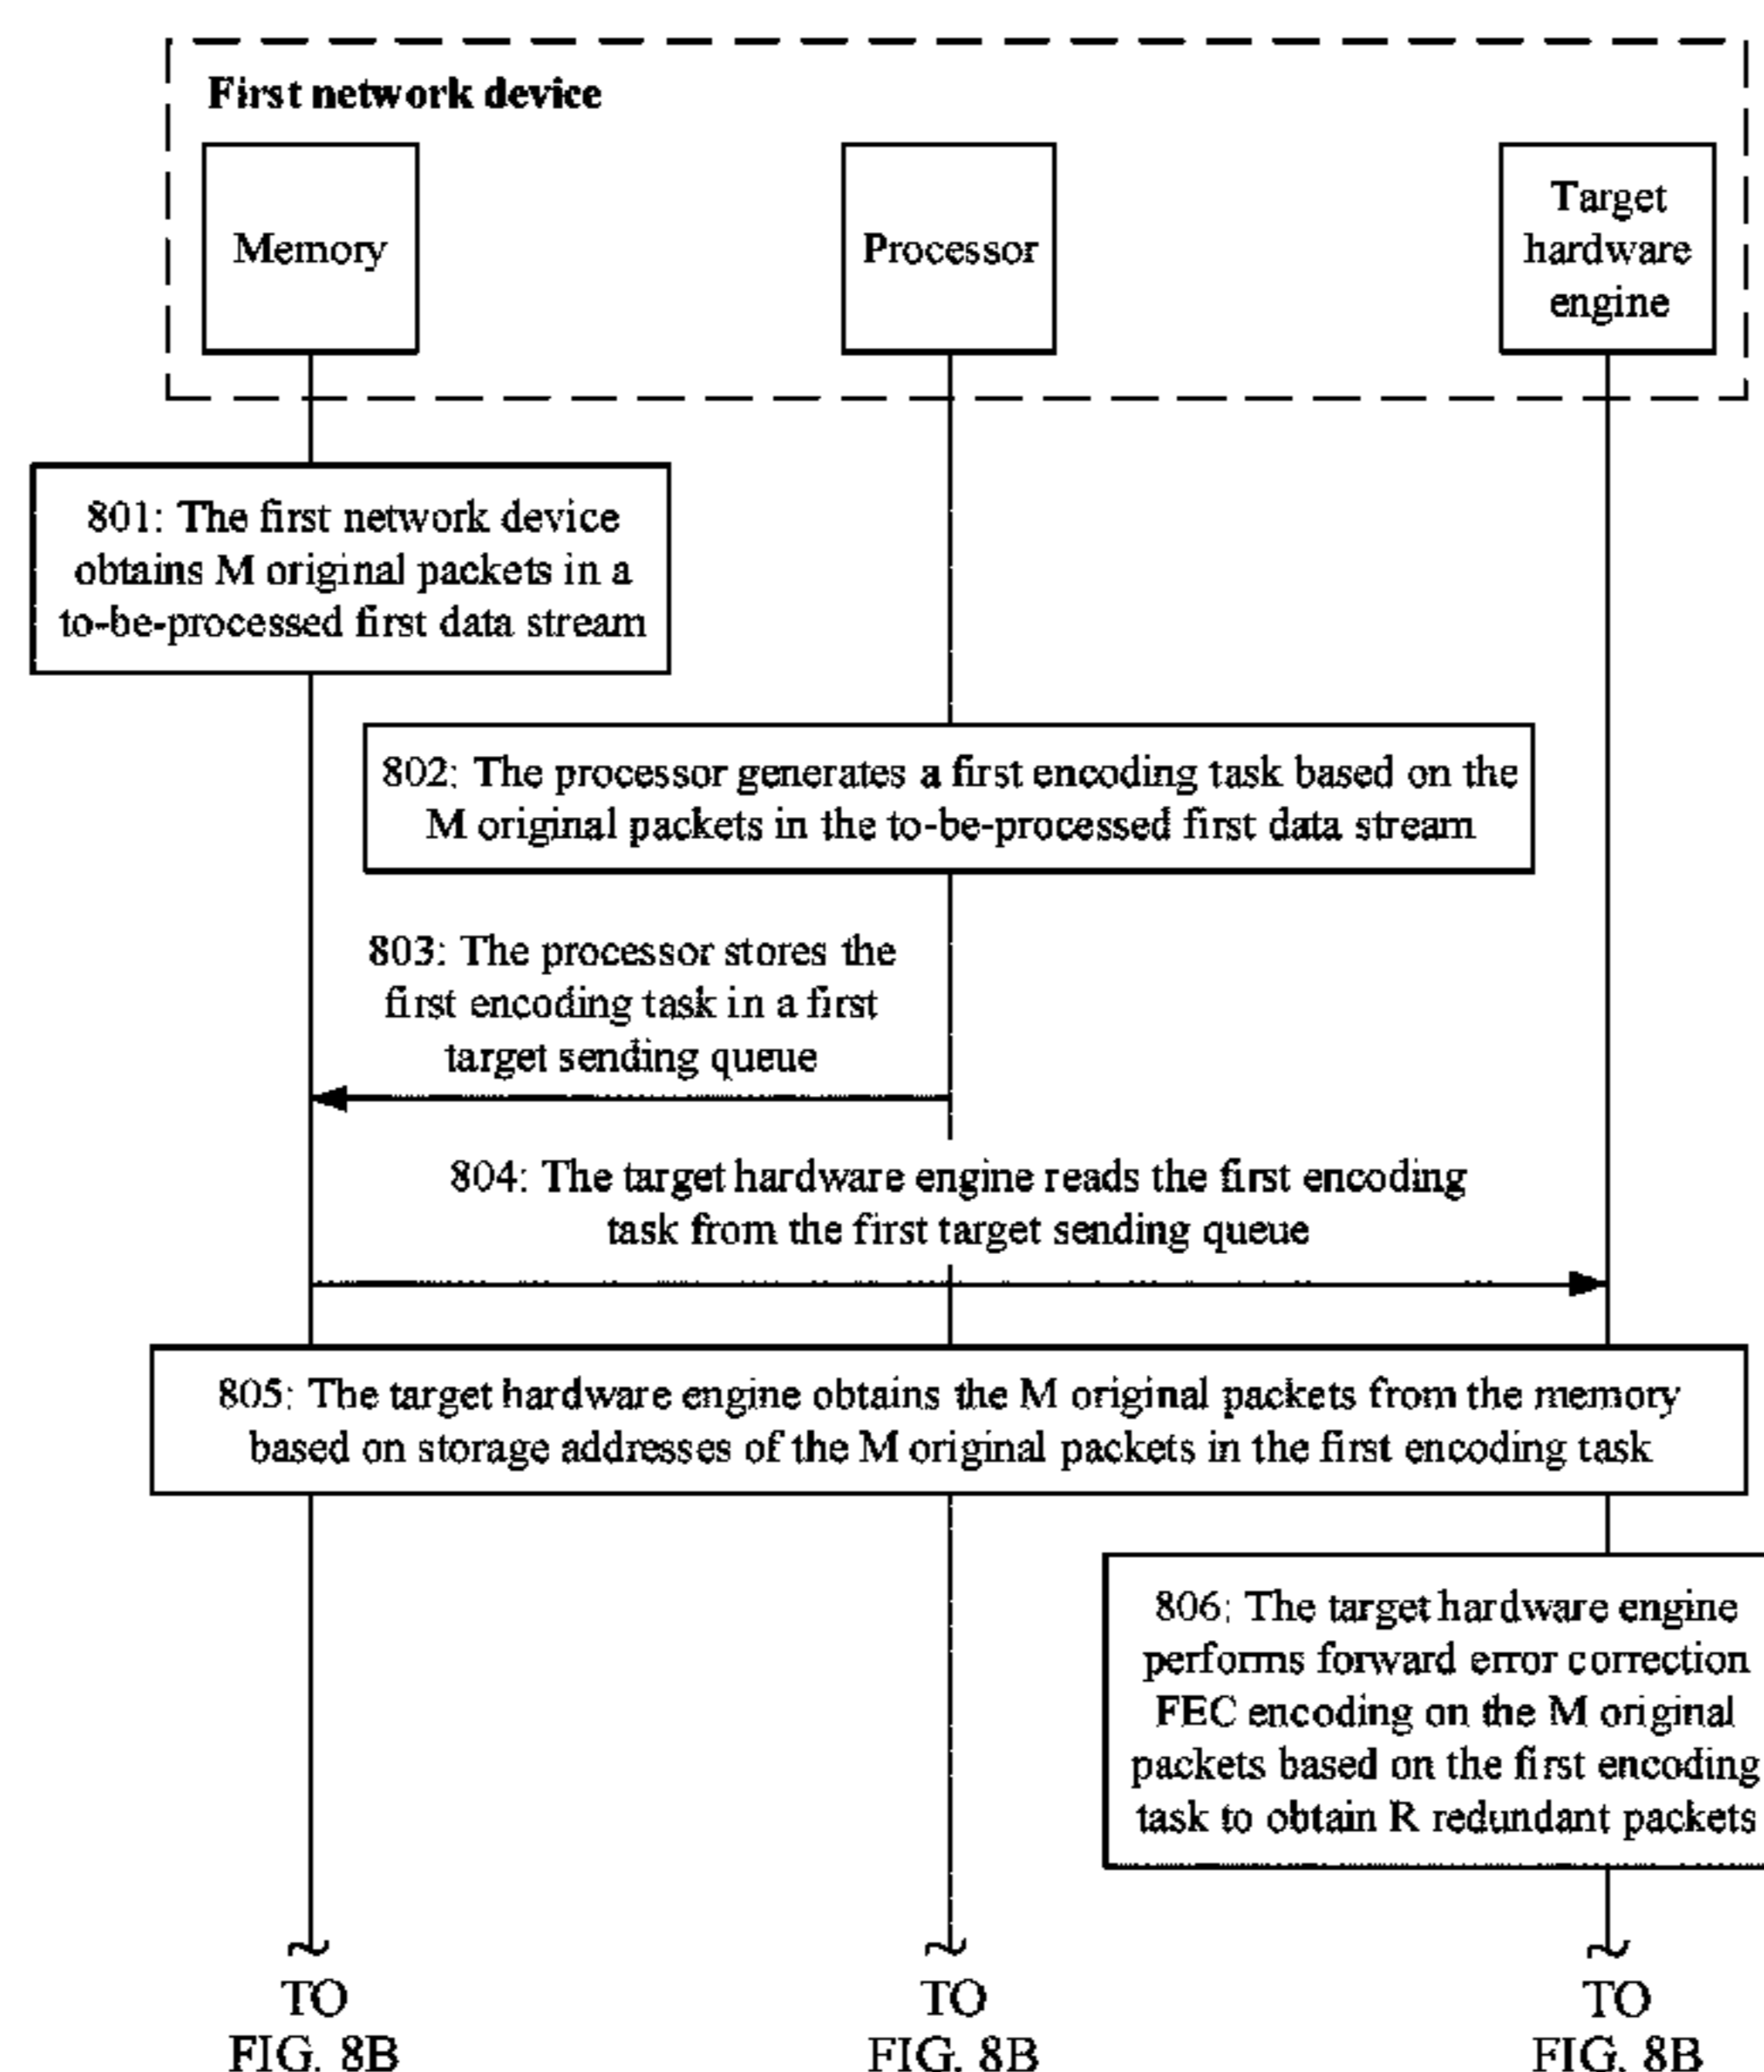 First network device
Memory
Processor
Target
hardware
engine
801: The first network device
obtains M original packets in a
to-be-processed first data stream
802: The processor generates a first encoding task based on the
M original packets in the to-be-processed first data stream
803: The processor stores the
first encoding task in a first
target sending queue
804: The target hardware engine reads the first encoding
task from the first target sending queue
805: The target hardware engine obtains the M original packets from the memory
based on storage addresses of the M original packets in the first encoding task
806: The target hardware engine
performs forward error correction
FEC encoding on the M original
packets based on the first encoding
task to obtain R redundant packets
TO
FIG. 8B
TO
FIG. 8B
TO
FIG. 8B